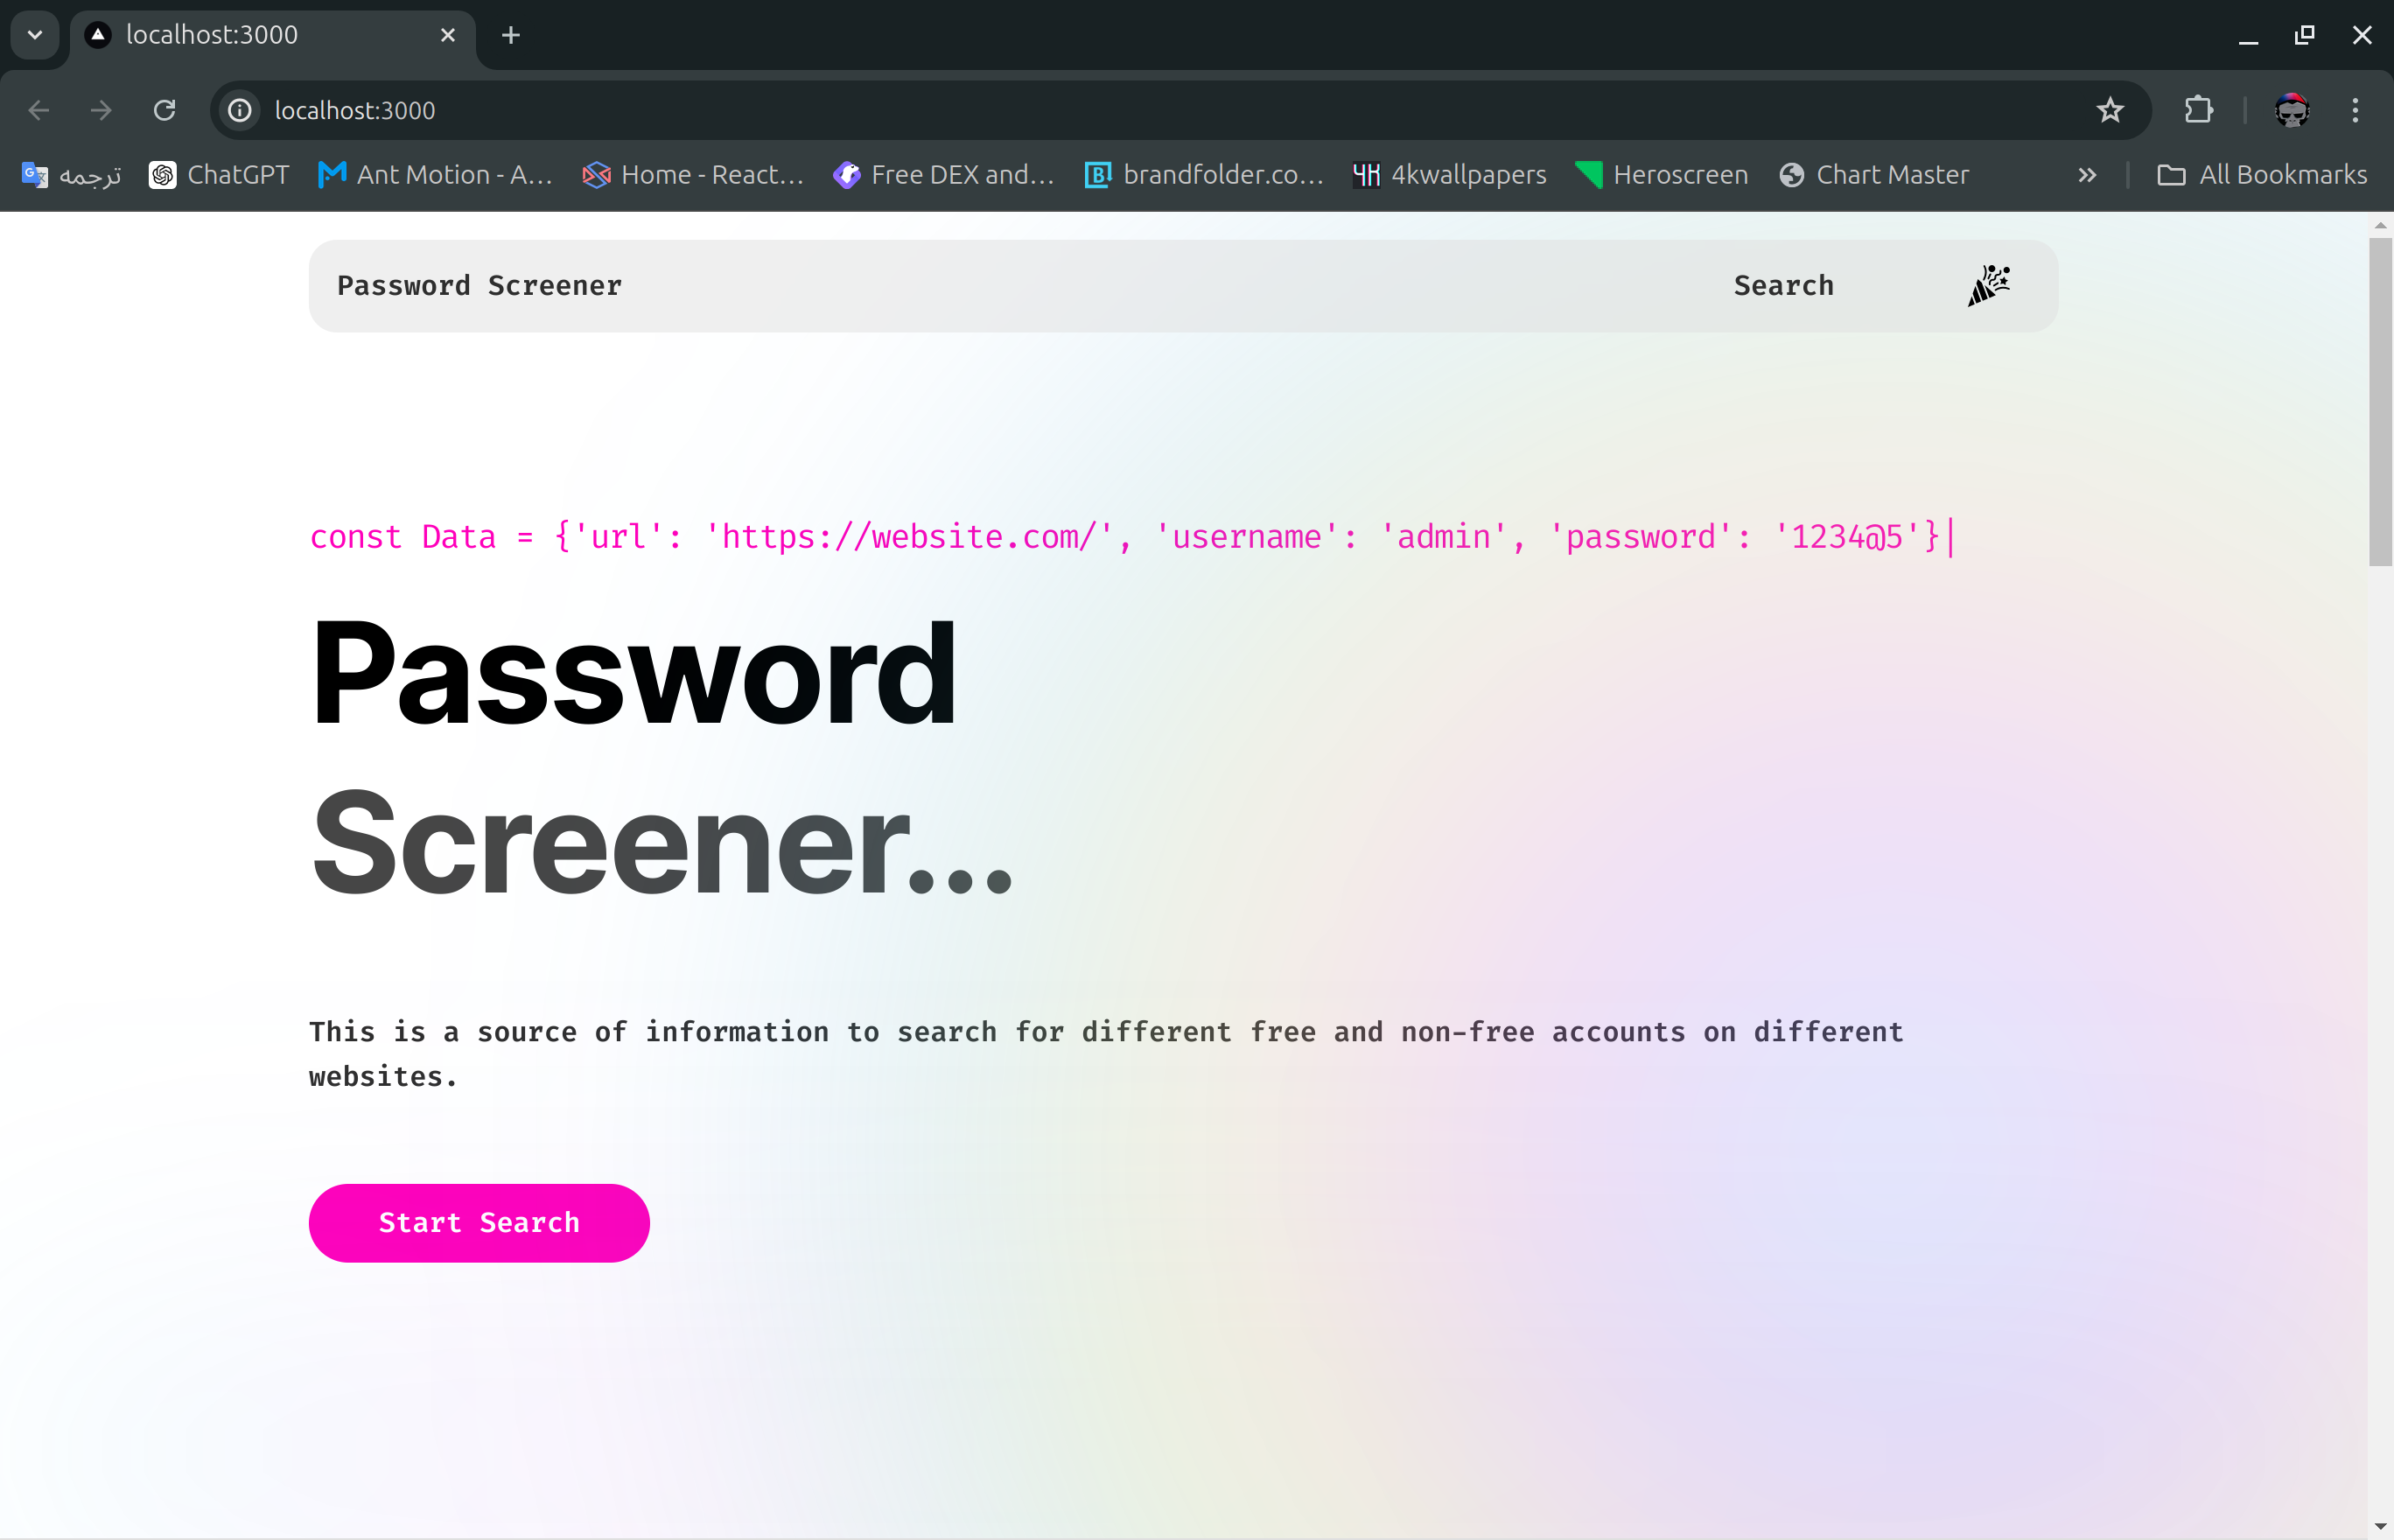 localhost:3000
localhost:3000
ترجمه ChatGPT Ant Motion - A... Home - React... Free DEX and... brandfolder.co... 4kwallpapers Heroscreen Chart Master All Bookmarks
Password Screener Search
const Data = {'url': 'https://website.com/', 'username': 'admin', 'password': '1234@5'}|
Password
Screener...
This is a source of information to search for different free and non-free accounts on different
websites.
Start Search